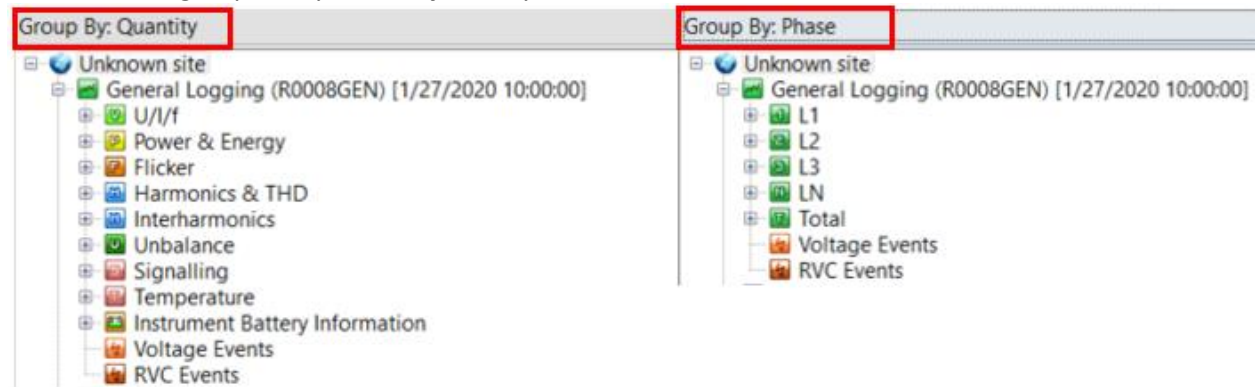 Group By: Quantity
Unknown site
General Logging (R0008GEN) [1/27/2020 10:00:00]
U/I/f
Power & Energy
Flicker
Harmonics & THD
Interharmonics
Unbalance
Signalling
Temperature
Instrument Battery Information
Voltage Events
RVC Events
Group By: Phase
Unknown site
General Logging (R0008GEN) [1/27/2020 10:00:00]
L1
L2
L3
LN
Total
Voltage Events
RVC Events